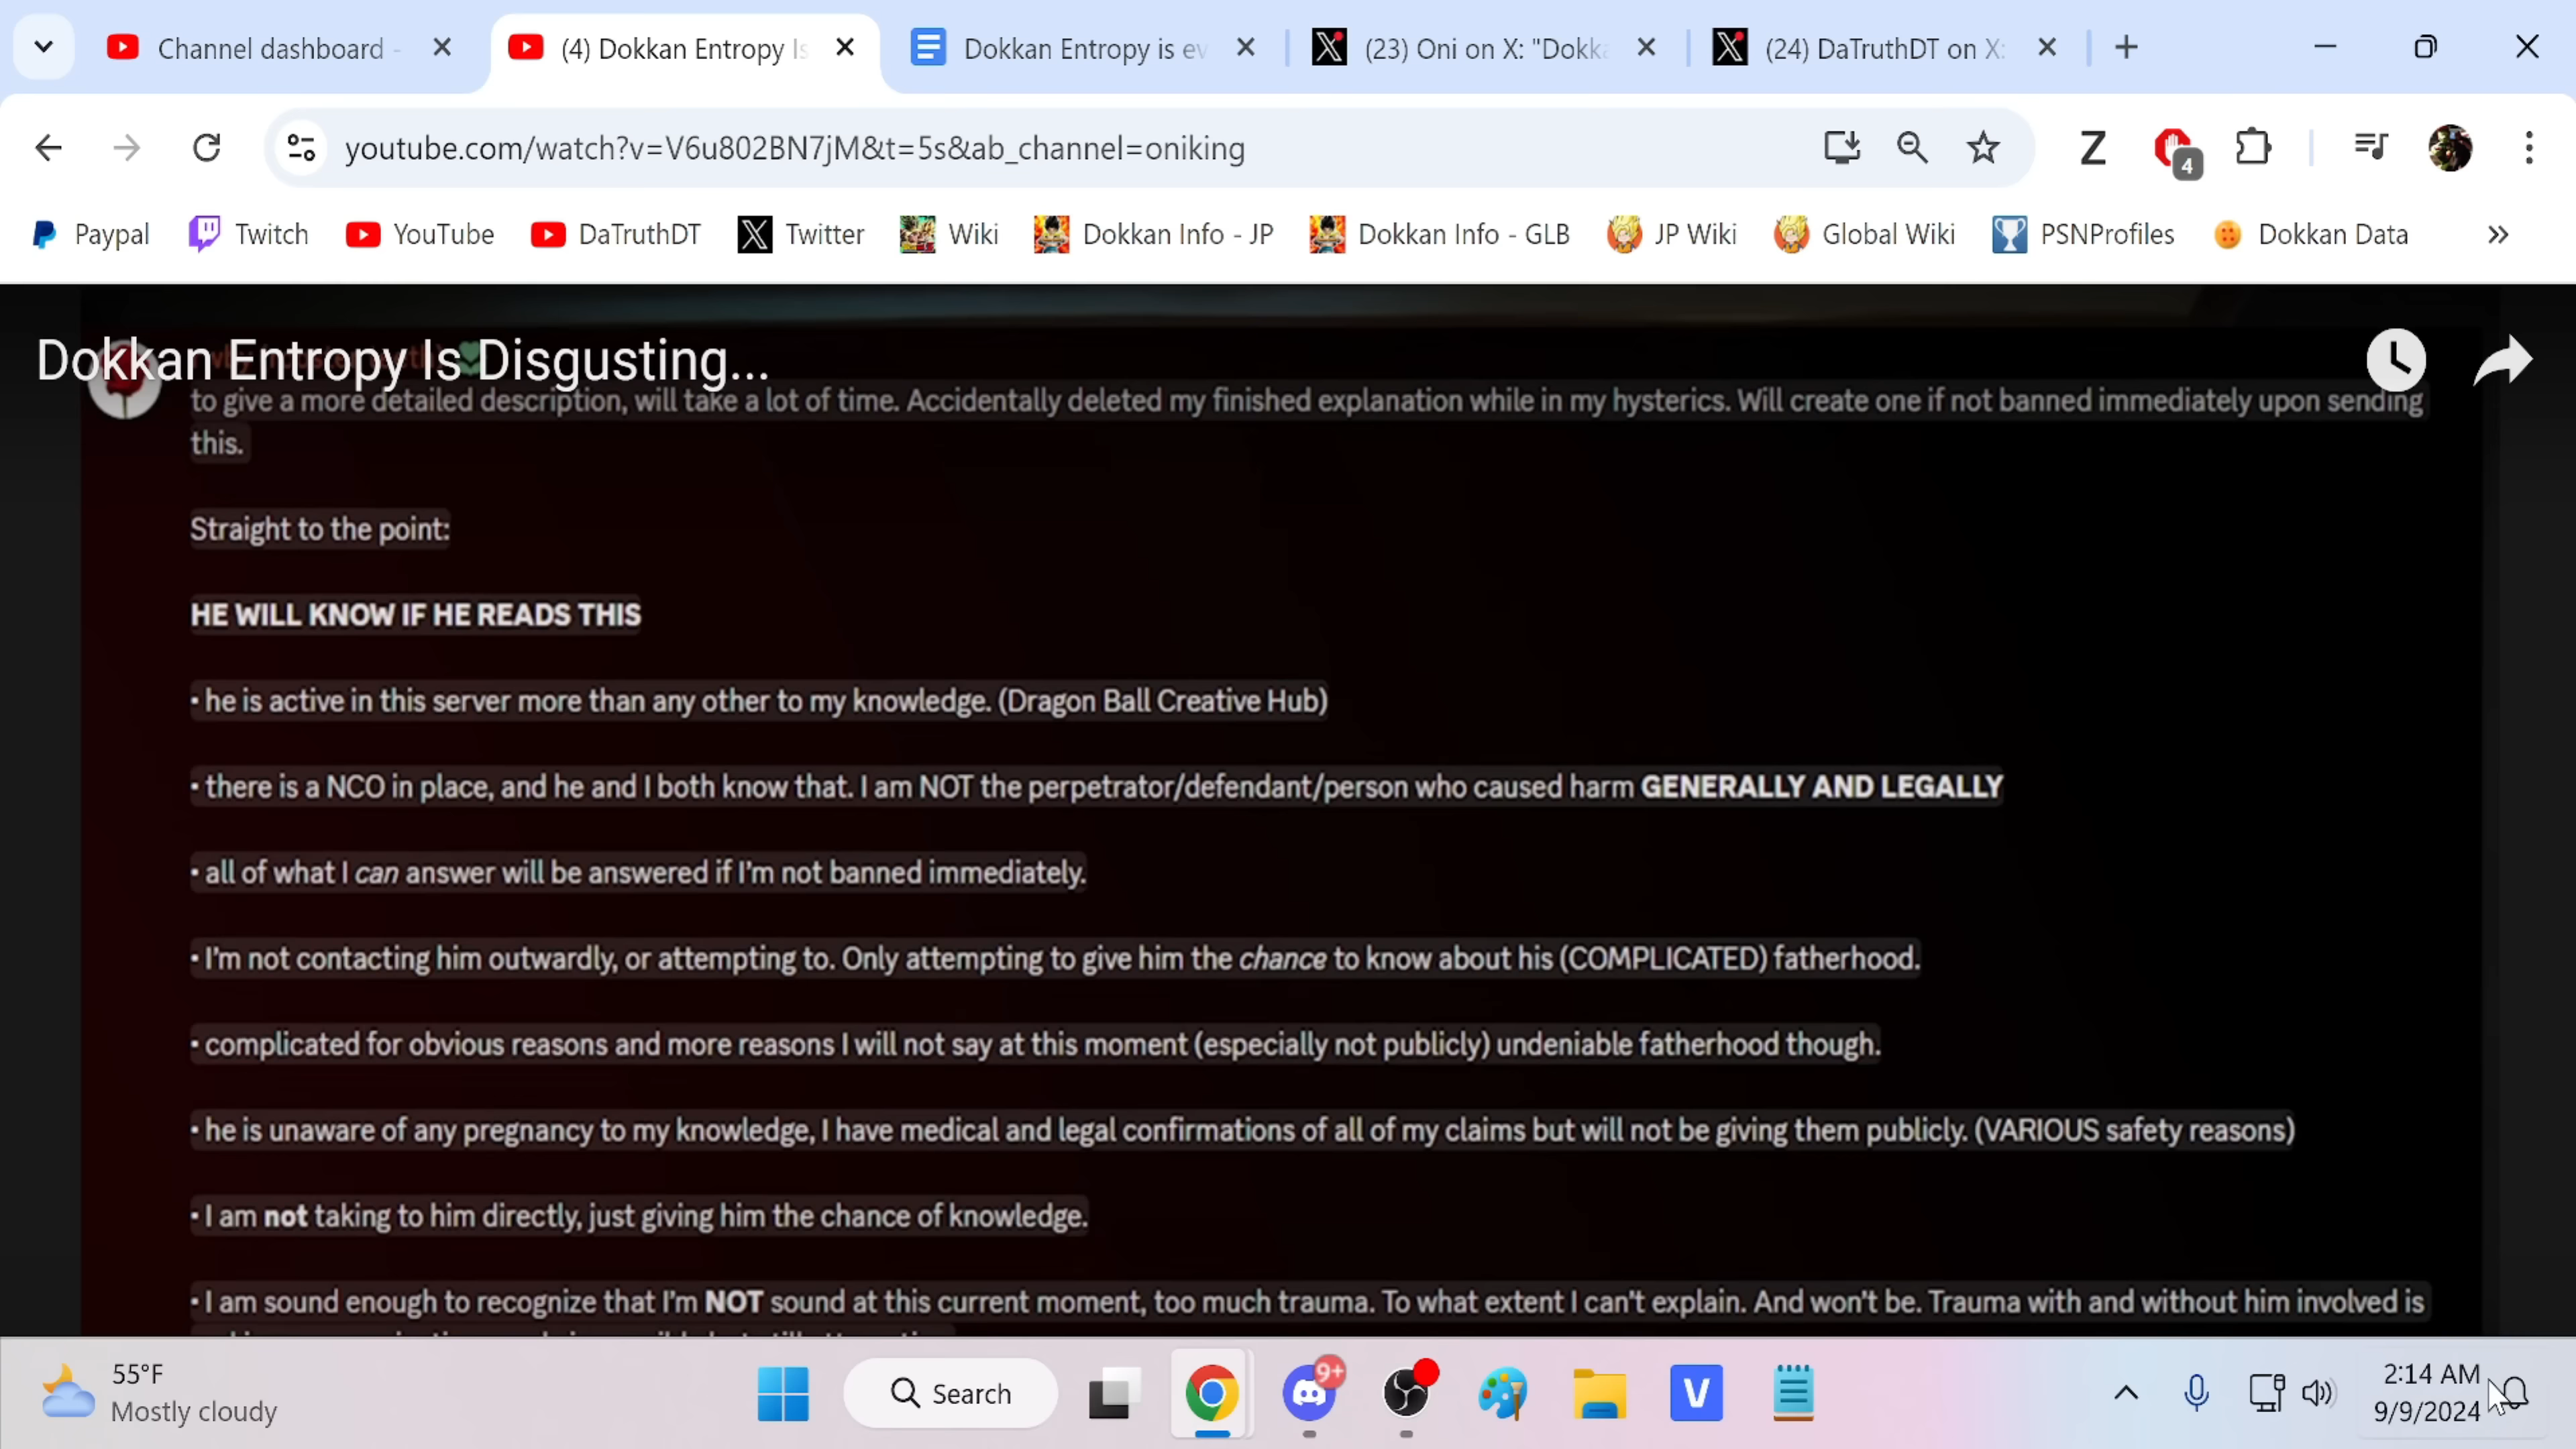 Channel dashboard -
(4) Dokkan Entropy Is
Dokkan Entropy is ev
(23) Oni on X: "Dokka
(24) DaTruthDT on X:
youtube.com/watch?v=V6u802BN7jM&t=5s&ab_channel=oniking
Z
4
Paypal
Twitch
YouTube
DaTruthDT
Twitter
Wiki
Dokkan Info - JP
Dokkan Info - GLB
JP Wiki
Global Wiki
PSNProfiles
Dokkan Data
Dokkan Entropy Is Disgusting...
to give a more detailed description, will take a lot of time. Accidentally deleted my finished explanation while in my hysterics. Will create one if not banned immediately upon sending
this.
Straight to the point:
HE WILL KNOW IF HE READS THIS
• he is active in this server more than any other to my knowledge. (Dragon Ball Creative Hub)
• there is a NCO in place, and he and I both know that. I am NOT the perpetrator/defendant/person who caused harm GENERALLY AND LEGALLY
• all of what I can answer will be answered if I'm not banned immediately.
• I'm not contacting him outwardly, or attempting to. Only attempting to give him the chance to know about his (COMPLICATED) fatherhood.
• complicated for obvious reasons and more reasons I will not say at this moment (especially not publicly) undeniable fatherhood though.
• he is unaware of any pregnancy to my knowledge, I have medical and legal confirmations of all of my claims but will not be giving them publicly. (VARIOUS safety reasons)
• I am not taking to him directly, just giving him the chance of knowledge.
• I am sound enough to recognize that I'm NOT sound at this current moment, too much trauma. To what extent I can't explain. And won't be. Trauma with and without him involved is
55°F
Mostly cloudy
Search
9+
V
2:14 AM
9/9/2024